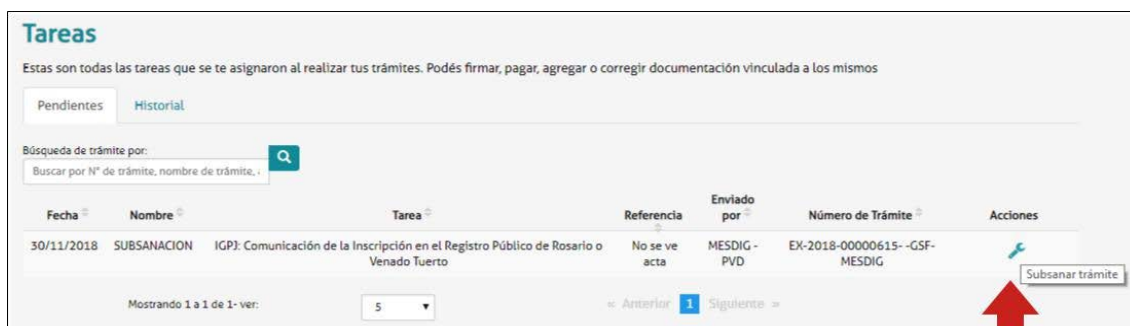 Tareas
Estas son todas las tareas que se te asignaron al realizar tus trámites. Podés firmar, pagar, agregar o corregir documentación vinculada a los mismos
Pendientes Historial
Búsqueda de trámite por:
Buscar por N° de trámite, nombre de trámite,
Enviado
Fecha Nombre Tarea Referencia por Número de Trámite Acciones
30/11/2018 SUBSANACION IGPJ: Comunicación de la Inscripción en el Registro Público de Rosario o No se ve MESDIG - EX-2018-00000615- -GSF-
Venado Tuerto acta PVD MESDIG
Subsanar trámite
Mostrando 1 a 1 de 1- ver: 5 « Anterior 1 Siguiente »